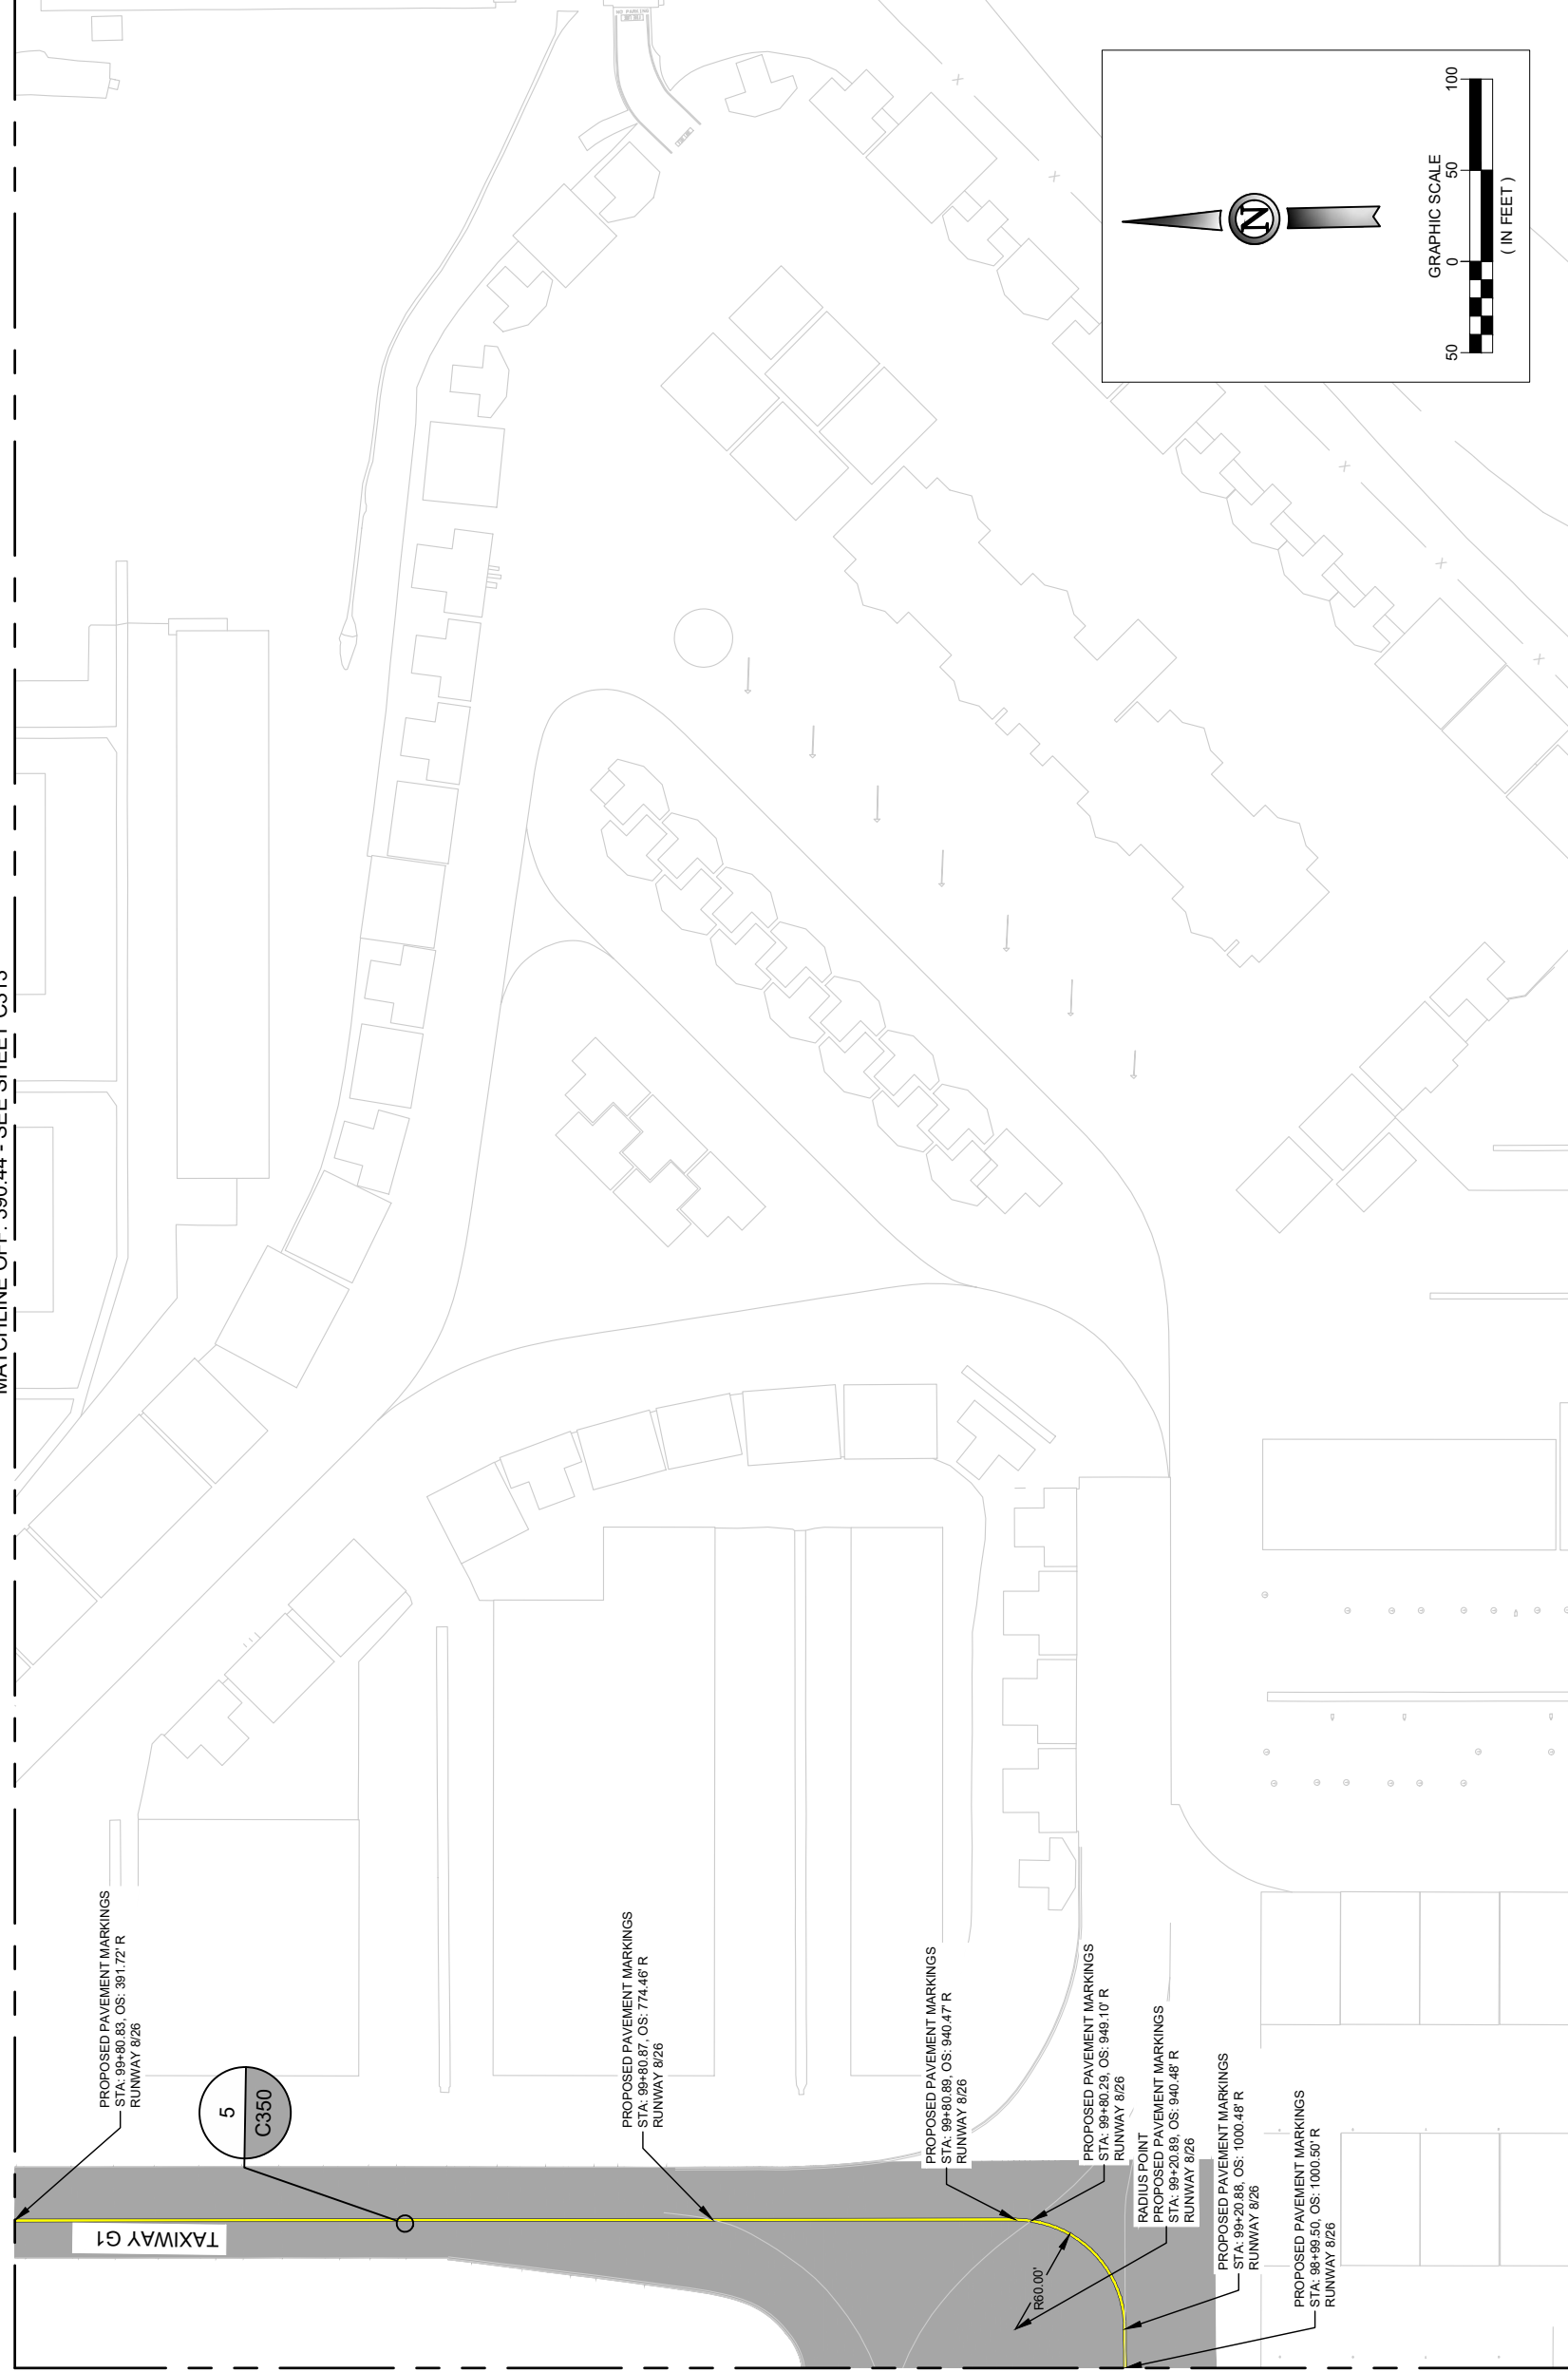 MATCHLINE OFF: 390.44 - SEE SHEET C313
GRAPHIC SCALE
50
0
50
100
( IN FEET )
N
PROPOSED PAVEMENT MARKINGS
STA: 99+80.83, OS: 391.72' R
RUNWAY 8/26
5
C350
PROPOSED PAVEMENT MARKINGS
STA: 99+80.87, OS: 774.46' R
RUNWAY 8/26
PROPOSED PAVEMENT MARKINGS
STA: 99+80.89, OS: 940.47' R
RUNWAY 8/26
PROPOSED PAVEMENT MARKINGS
STA: 99+80.29, OS: 949.10' R
RUNWAY 8/26
RADIUS POINT
PROPOSED PAVEMENT MARKINGS
STA: 99+20.89, OS: 940.48' R
RUNWAY 8/26
PROPOSED PAVEMENT MARKINGS
STA: 99+20.88, OS: 1000.48' R
RUNWAY 8/26
PROPOSED PAVEMENT MARKINGS
STA: 98+99.50, OS: 1000.50' R
RUNWAY 8/26
TAXIWAY G1
R60.00'